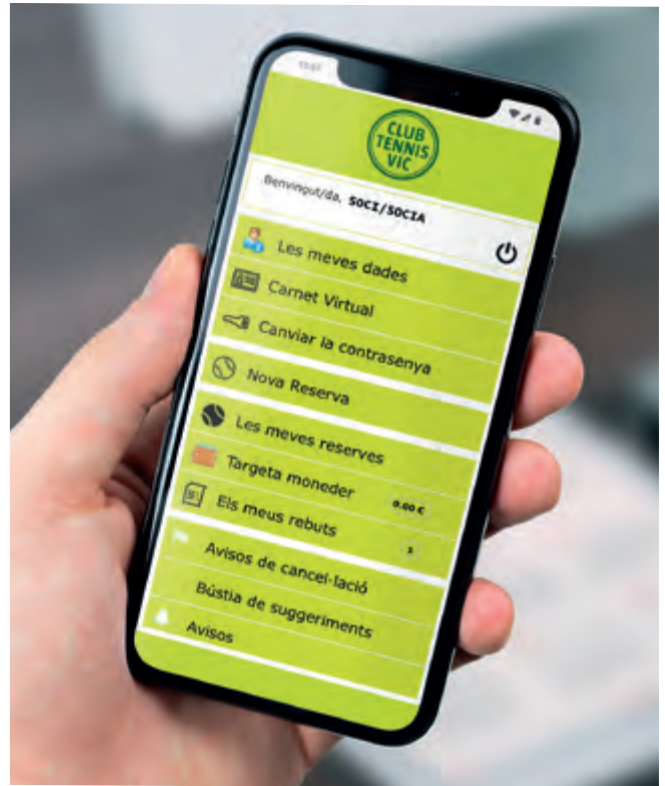 CLUB
TENNIS
VIC
Benvingut/da, SOCI/SOCIA
Les meves dades
Carnet Virtual
Canviar la contrasenya
Nova Reserva
Les meves reserves
Targeta moneder 0.00 €
Els meus rebuts
Avisos de cancel·lació
Bústia de suggeriments
Avisos